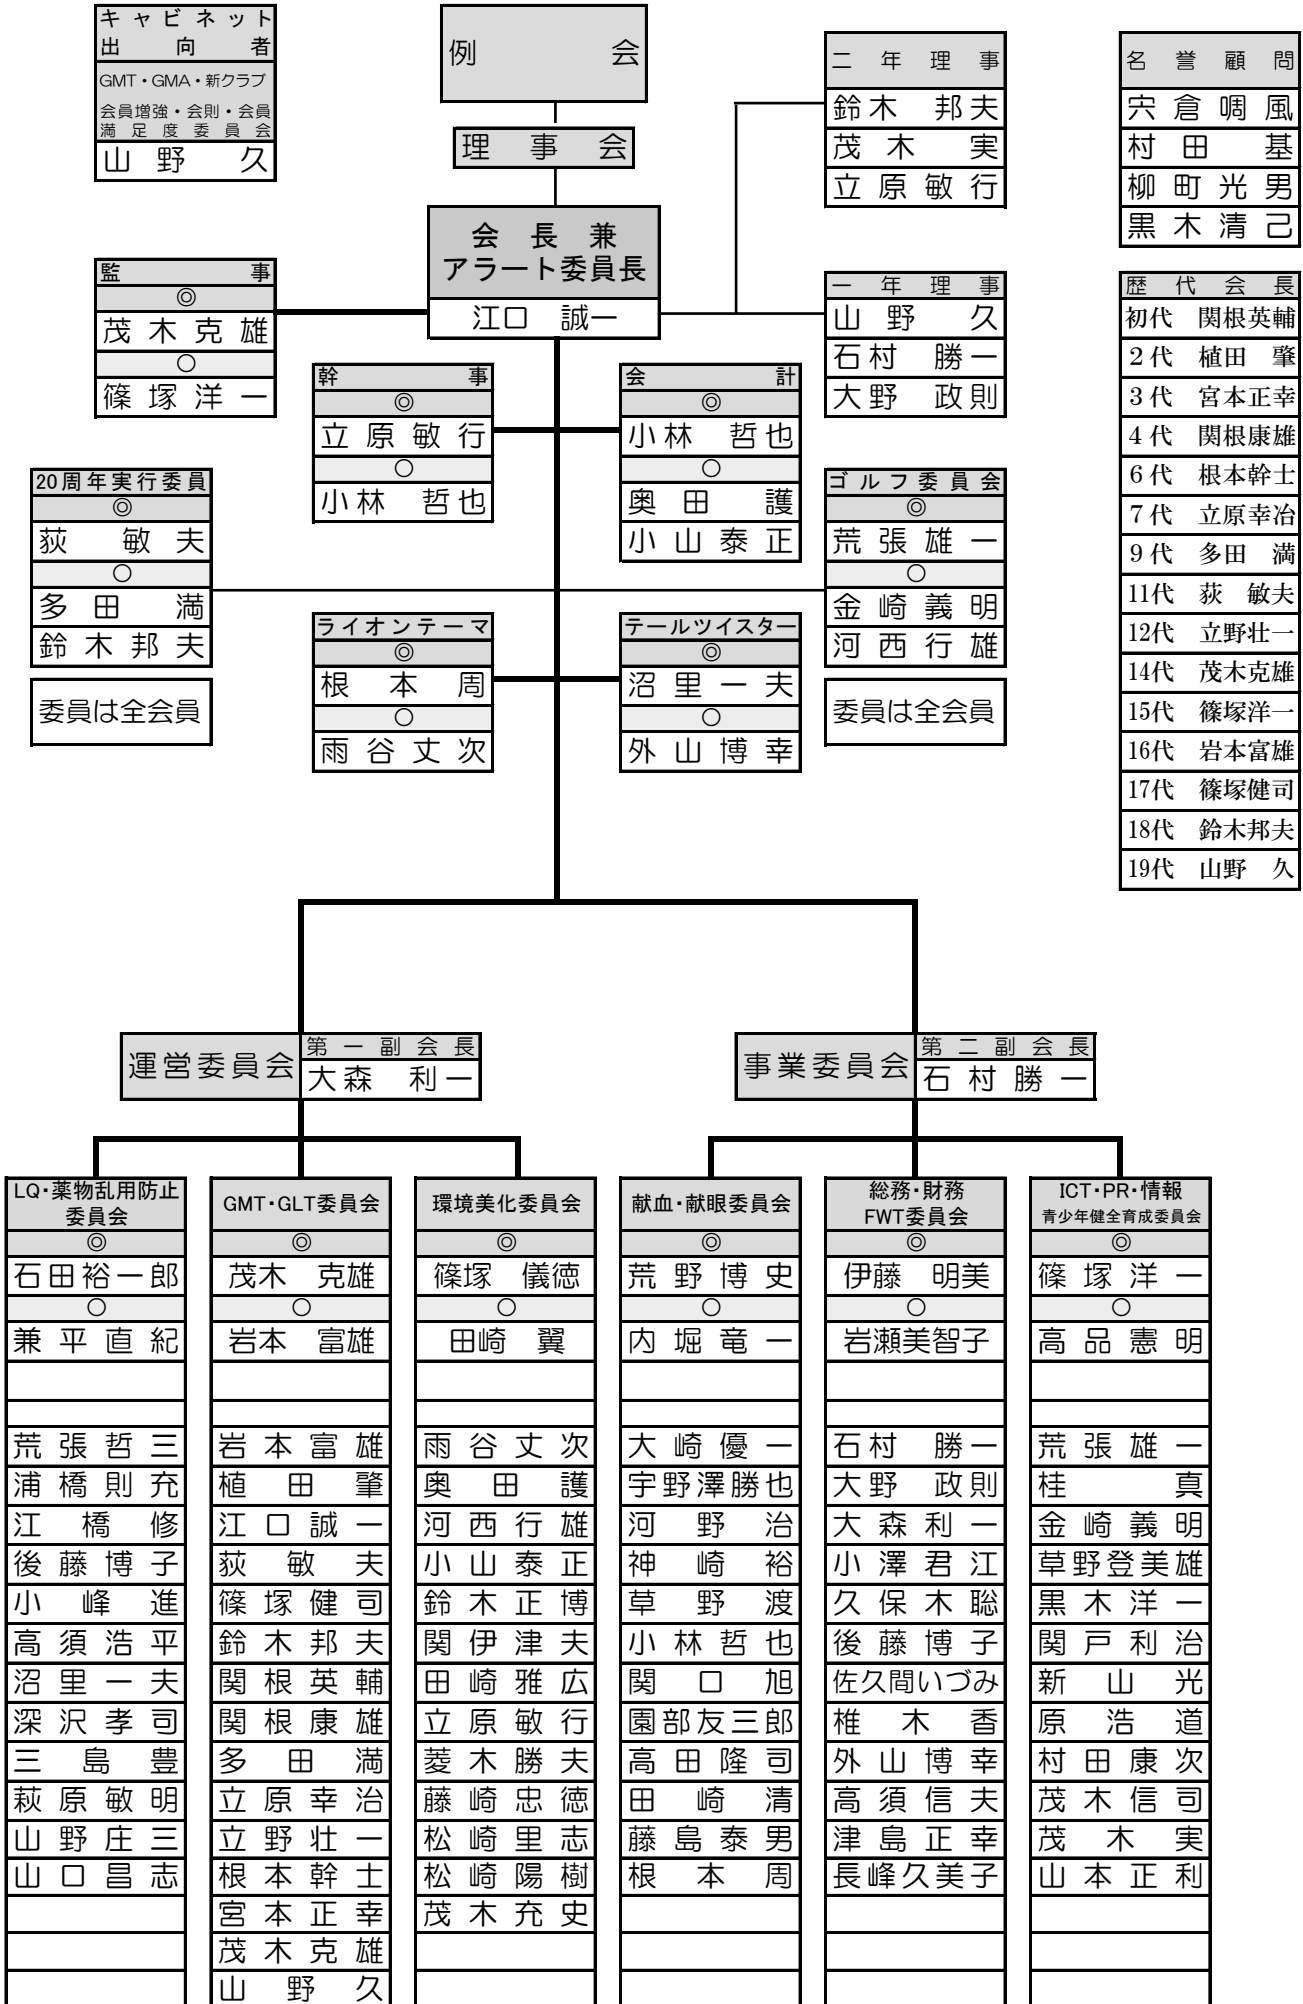 キャビネット
出向者
GMT・GMA・新クラブ
会員増強・会則・会員
満足度委員会
山野久
例会
理事会
会長兼
アラート委員長
江口 誠一
二年理事
鈴木 邦夫
茂木実
立原敏行
名誉顧問
宍倉啁風
村田基
柳町光男
黒木清己
監事
◎
茂木克雄
○
篠塚洋一
一年理事
山野久
石村 勝一
大野 政則
歴代会長
初代 関根英輔
2代 植田 肇
3代 宮本正幸
4代 関根康雄
6代 根本幹士
7代 立原幸治
9代 多田 満
11代 荻 敏夫
12代 立野壮一
14代 茂木克雄
15代 篠塚洋一
16代 岩本富雄
17代 篠塚健司
18代 鈴木邦夫
19代 山野 久
幹事
◎
立原敏行
○
小林 哲也
会計
◎
小林 哲也
○
奥田護
小山泰正
20周年実行委員
◎
荻敏夫
○
多田満
鈴木邦夫
委員は全会員
ゴルフ委員会
◎
荒張雄一
○
金崎義明
河西行雄
委員は全会員
ライオンテーマ
◎
根本周
○
雨谷丈次
テールツイスター
◎
沼里一夫
○
外山博幸
運営委員会
第一副会長
大森 利一
事業委員会
第二副会長
石村勝一
LQ・薬物乱用防止
委員会
◎
石田裕一郎
○
兼平直紀
荒張哲三
浦橋則充
江橋修
後藤博子
小峰進
高須浩平
沼里一夫
深沢孝司
三島豊
萩原敏明
山野庄三
山口昌志
GMT・GLT委員会
◎
茂木 克雄
○
岩本 富雄
岩本富雄
植田肇
江口誠一
荻敏夫
篠塚健司
鈴木邦夫
関根英輔
関根康雄
多田満
立原幸治
立野壮一
根本幹士
宮本正幸
茂木克雄
山野久
環境美化委員会
◎
篠塚 儀徳
○
田崎 翼
雨谷丈次
奥田護
河西行雄
小山泰正
鈴木正博
関伊津夫
田崎雅広
立原敏行
菱木勝夫
藤崎忠徳
松崎里志
松崎陽樹
茂木充史
献血・献眼委員会
◎
荒野博史
○
内堀竜一
大崎優一
宇野澤勝也
河野治
神崎裕
草野渡
小林哲也
関口旭
園部友三郎
高田隆司
田崎清
藤島泰男
根本周
総務・財務
FWT委員会
◎
伊藤 明美
○
岩瀬美智子
石村 勝一
大野 政則
大森利一
小澤君江
久保木聡
後藤博子
佐久間いづみ
椎木香
外山博幸
高須信夫
津島正幸
長峰久美子
ICT・PR・情報
青少年健全育成委員会
◎
篠塚洋一
○
高品憲明
荒張雄一
桂真
金崎義明
草野登美雄
黒木洋一
関戸利治
新山光
原浩道
村田康次
茂木信司
茂木実
山本正利